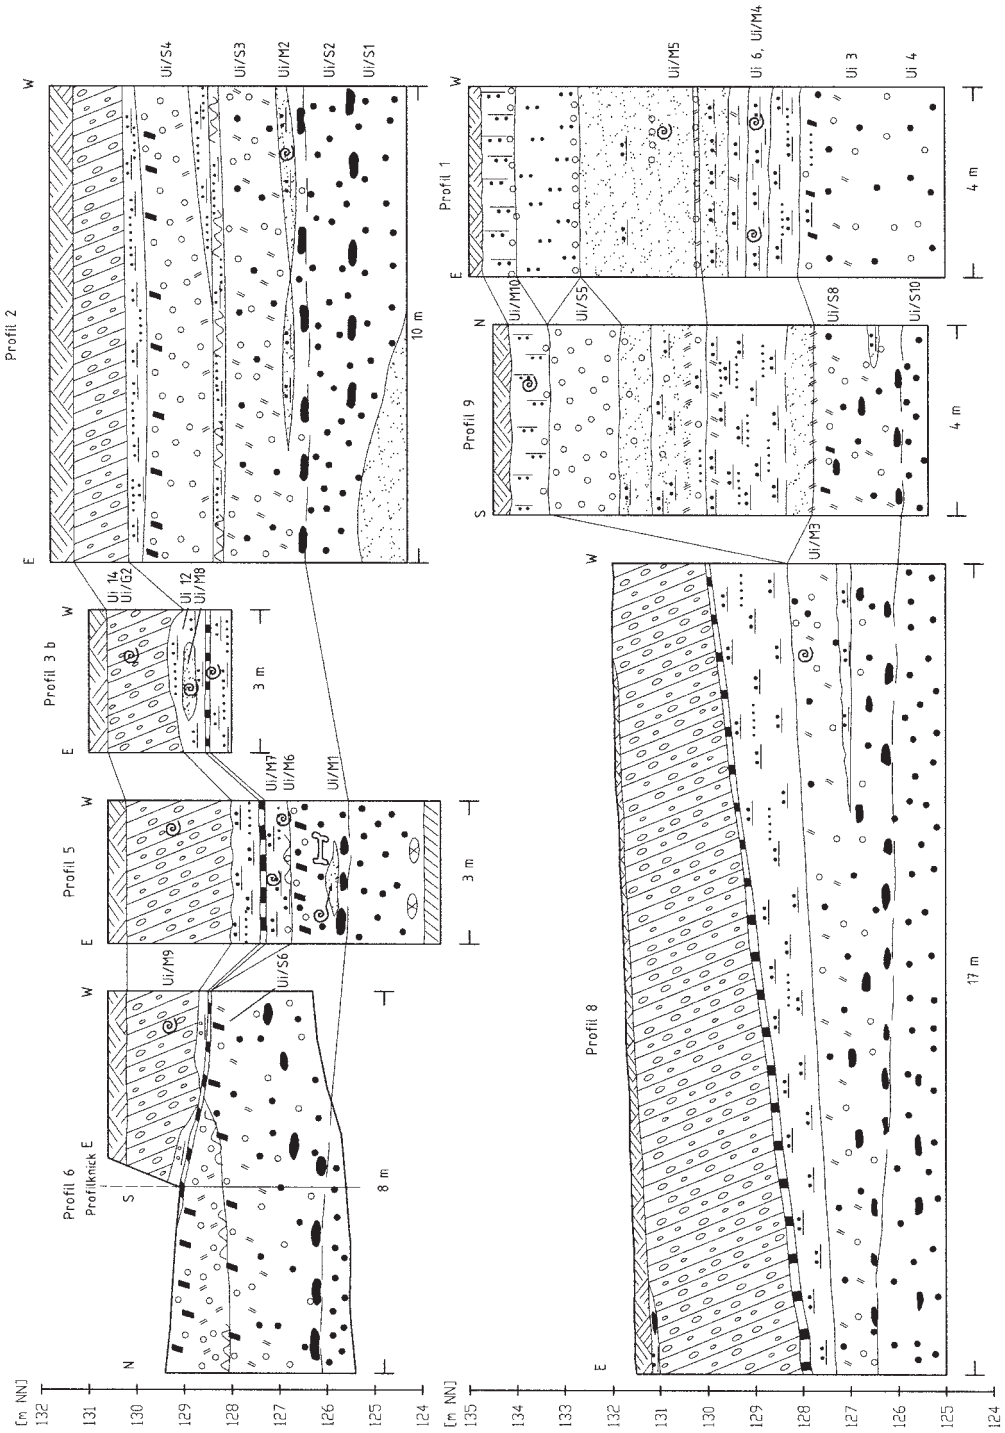 [m NN]
132
131
130
129
128
127
126
125
124
Profil 6
Profilknick
N
S
E
W
8 m
Ui/M9
Ui/S6
Profil 5
E
W
3 m
Ui/M7
Ui/M6
Ui/M1
Profil 3 b
E
W
3 m
Ui 14
Ui/G2
Ui 12
Ui/M8
Profil 2
E
W
10 m
Ui/S4
Ui/S3
Ui/M2
Ui/S2
Ui/S1
[m NN]
135
134
133
132
131
130
129
128
127
126
125
124
Profil 8
E
W
17 m
Ui/M3
Profil 9
S
N
4 m
Ui/M10
Ui/S5
Ui/S8
Ui/S10
Profil 1
E
W
4 m
Ui/M5
Ui 6, Ui/M4
Ui 3
Ui 4